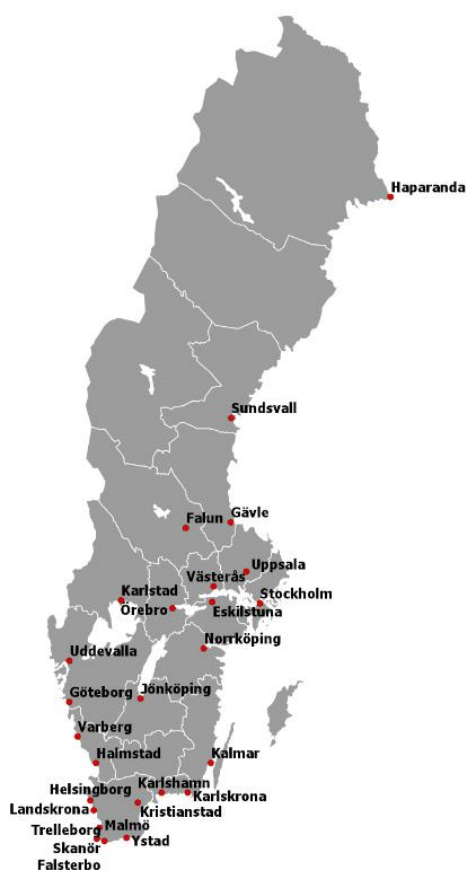 Haparanda
Sundsvall
Falun
Gävle
Uppsala
Västerås
Karlstad
Stockholm
Örebro
Eskilstuna
Norrköping
Uddevalla
Göteborg
Jönköping
Varberg
Halmstad
Kalmar
Helsingborg
Karlshamn
Karlskrona
Landskrona
Kristianstad
Trelleborg
Malmö
Skanör
Ystad
Falsterbo